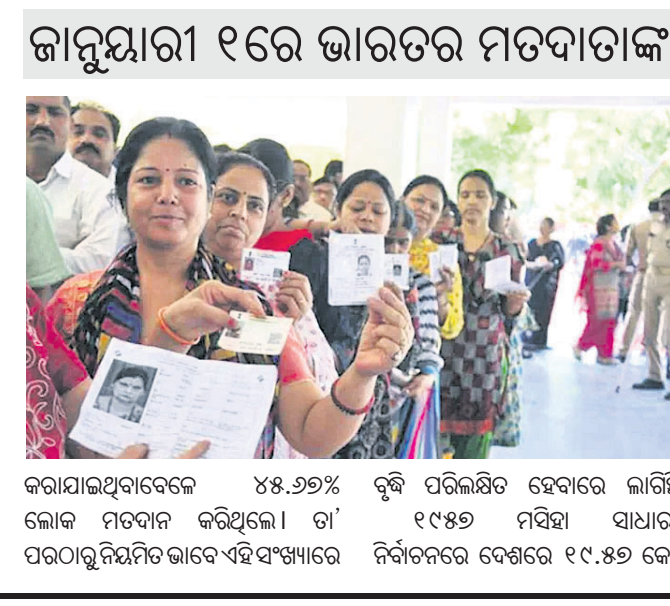 ଜାନୁୟାରୀ ୧ରେ ଭାରତର ମତଦାତାଙ୍କ
କରାଯାଇଥିବାବେଳେ ୪୫.୬୭%
ଲୋକ ମତଦାନ କରିଥିଲେ। ତା’
ପରଠାରୁ ନିୟମିତ ଭାବେ ଏହି ସଂଖ୍ୟାରେ
ବୃଦ୍ଧି ପରିଲକ୍ଷିତ ହେବାରେ ଲାଗିଛି
୧୯୫୭ ମସିହା
ନିର୍ବାଚନରେ ଦେଶରେ ୧୯.୫୭